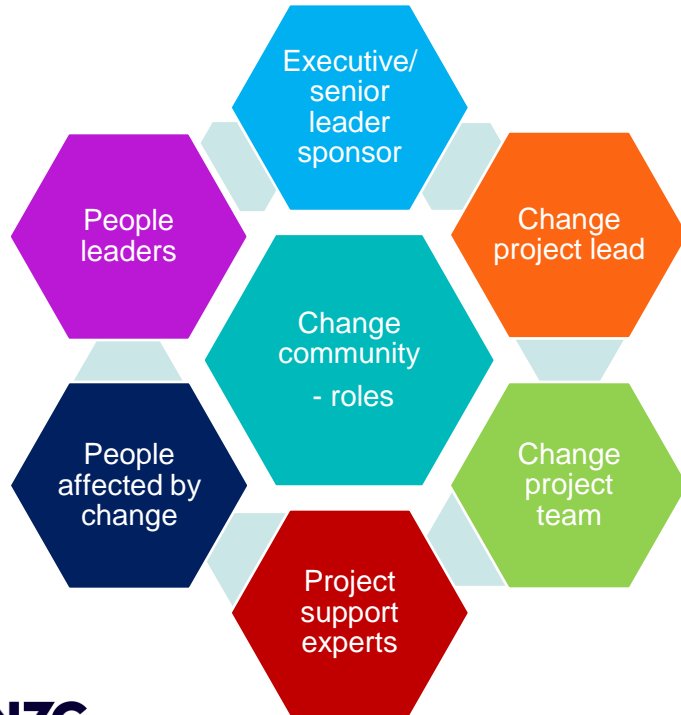 Executive/
senior
leader
sponsor
People
leaders
Change
project lead
Change
community
- roles
People
affected by
change
Change
project
team
Project
support
experts